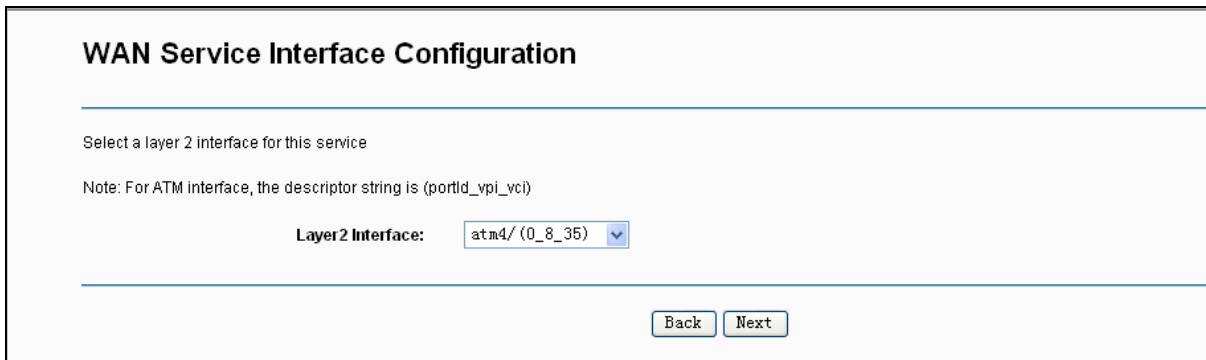 WAN Service Interface Configuration
Select a layer 2 interface for this service
Note: For ATM interface, the descriptor string is (portId_vpi_vci)
Layer2 Interface: atm4/(0_8_35)
Back Next